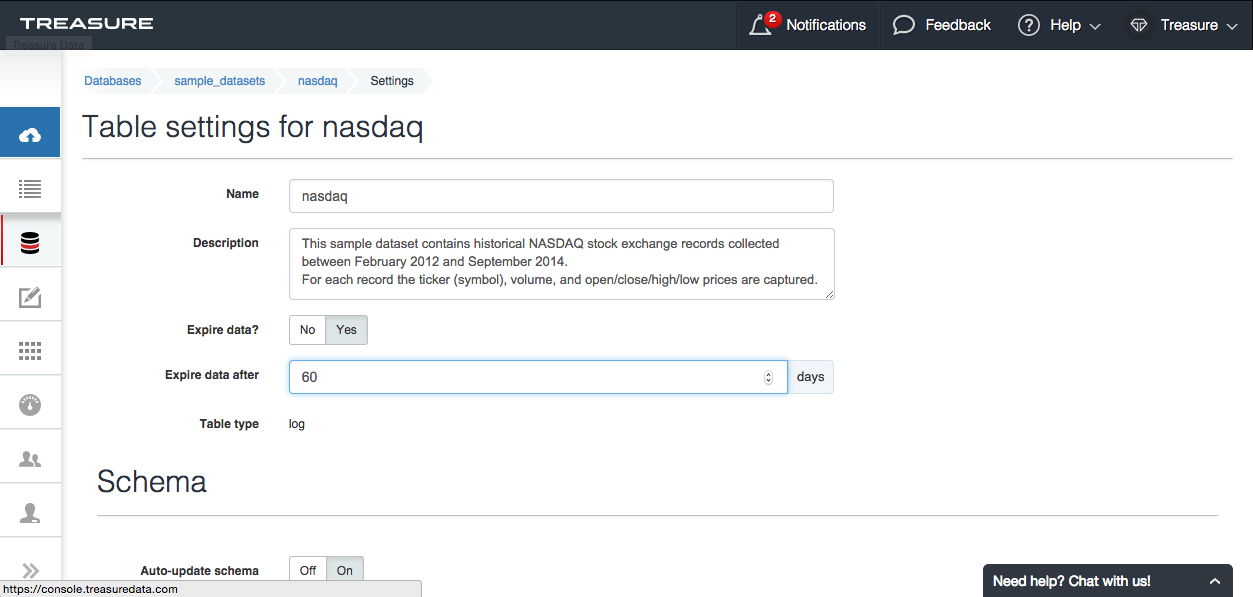 TREASURE
2
Notifications
Feedback
Help
Treasure
Treasure Data
Databases
sample_datasets
nasdaq
Settings
Table settings for nasdaq
Name
nasdaq
Description
This sample dataset contains historical NASDAQ stock exchange records collected
between February 2012 and September 2014.
For each record the ticker (symbol), volume, and open/close/high/low prices are captured.
Expire data?
No
Yes
Expire data after
60
days
Table type
log
Schema
Auto-update schema
Off
On
https://console.treasuredata.com
Need help? Chat with us!